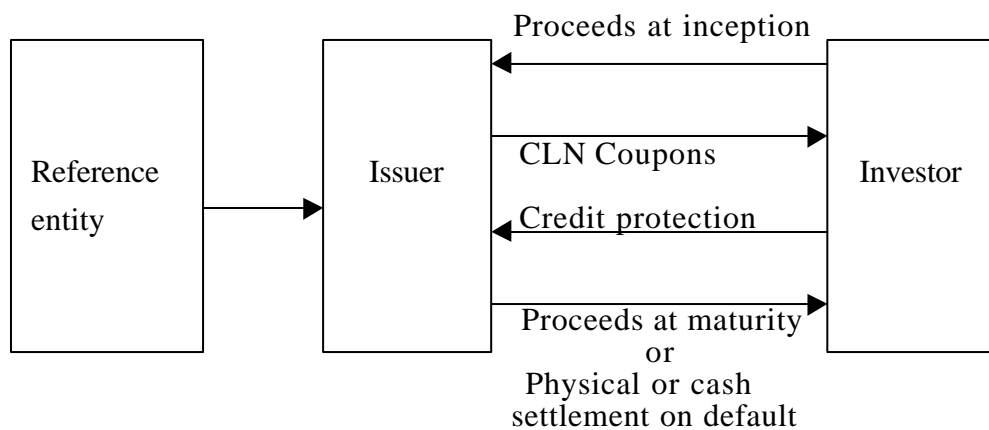 Proceeds at inception
Reference
entity
Issuer
CLN Coupons
Investor
Credit protection
Proceeds at maturity
or
Physical or cash
settlement on default